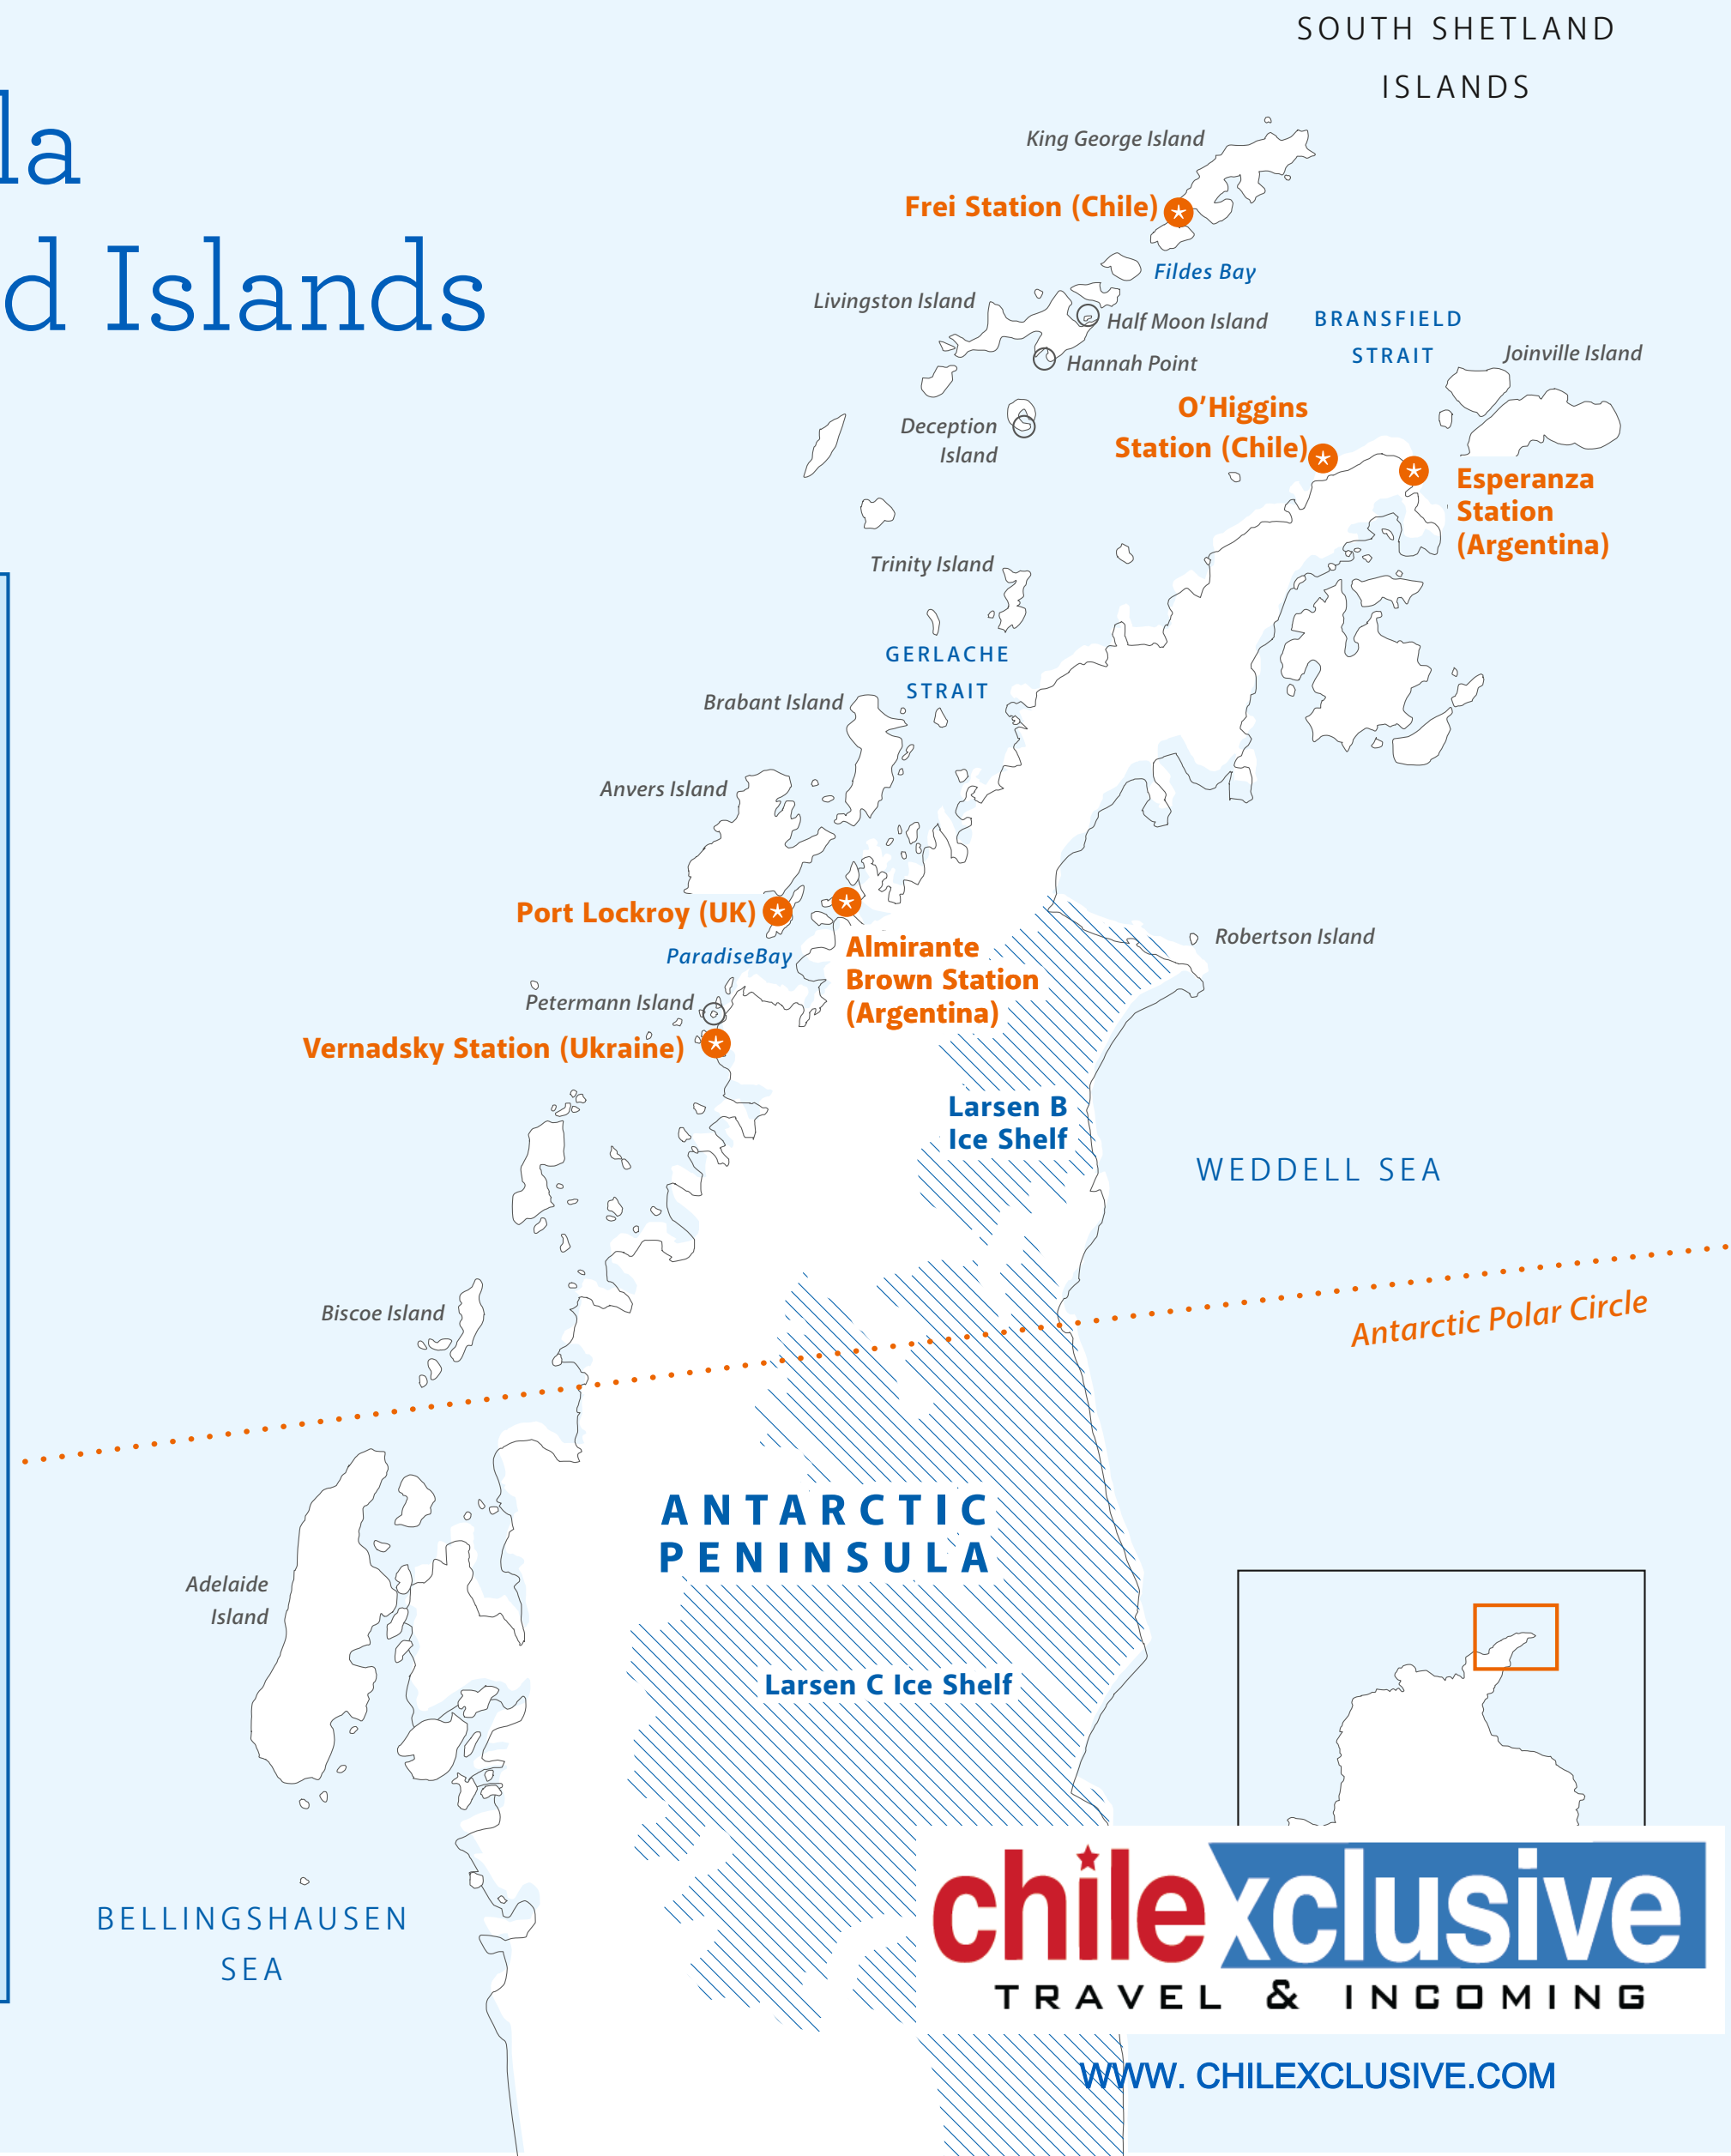 SOUTH SHETLAND
ISLANDS
la
d Islands
King George Island
Frei Station (Chile)
Fildes Bay
Livingston Island
Half Moon Island
BRANSFIELD
STRAIT
Joinville Island
Hannah Point
O’Higgins
Station (Chile)
Deception
Island
Esperanza
Station
(Argentina)
Trinity Island
GERLACHE
STRAIT
Brabant Island
Anvers Island
Port Lockroy (UK)
ParadiseBay
Almirante
Brown Station
(Argentina)
Robertson Island
Petermann Island
Vernadsky Station (Ukraine)
Larsen B
Ice Shelf
WEDDELL SEA
Biscoe Island
Antarctic Polar Circle
ANTARCTIC
PENINSULA
Adelaide
Island
Larsen C Ice Shelf
BELLINGSHAUSEN
SEA
chilexclusive
TRAVEL & INCOMING
WWW. CHILEXCLUSIVE.COM